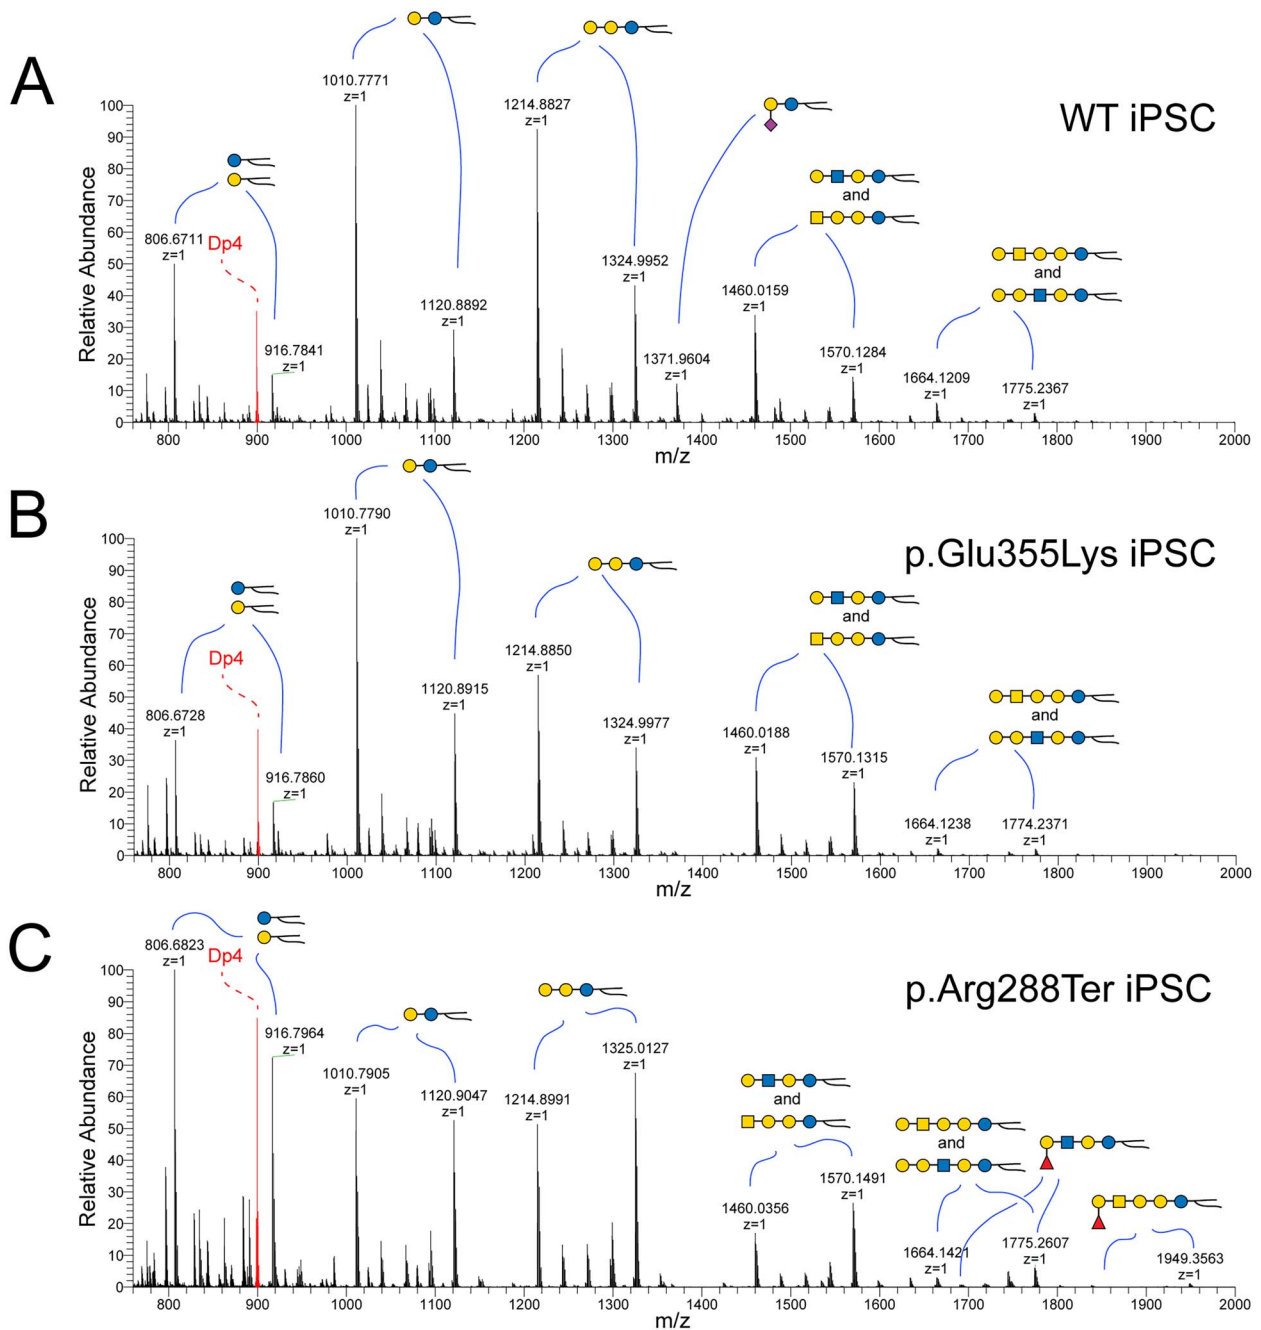 A
WT iPSC
1010.7771
z=1
1214.8827
z=1
806.6711
z=1
Dp4
916.7841
z=1
1120.8892
z=1
1324.9952
z=1
1371.9604
z=1
and
1460.0159
z=1
1570.1284
z=1
and
1664.1209
z=1
1775.2367
z=1
Relative Abundance
100
90
80
70
60
50
40
30
20
10
0
800 900 1000 1100 1200 1300 1400 1500 1600 1700 1800 1900 2000
m/z
B
p.Glu355Lys iPSC
1010.7790
z=1
806.6728
z=1
Dp4
916.7860
z=1
1120.8915
z=1
1214.8850
z=1
1324.9977
z=1
and
1460.0188
z=1
1570.1315
z=1
and
1664.1238
z=1
1774.2371
z=1
Relative Abundance
100
90
80
70
60
50
40
30
20
10
0
800 900 1000 1100 1200 1300 1400 1500 1600 1700 1800 1900 2000
m/z
C
p.Arg288Ter iPSC
806.6823
z=1
Dp4
916.7964
z=1
1010.7905
z=1
1120.9047
z=1
1214.8991
z=1
1325.0127
z=1
and
1460.0356
z=1
1570.1491
z=1
and
1664.1421
z=1
1775.2607
z=1
1949.3563
z=1
Relative Abundance
100
90
80
70
60
50
40
30
20
10
0
800 900 1000 1100 1200 1300 1400 1500 1600 1700 1800 1900 2000
m/z